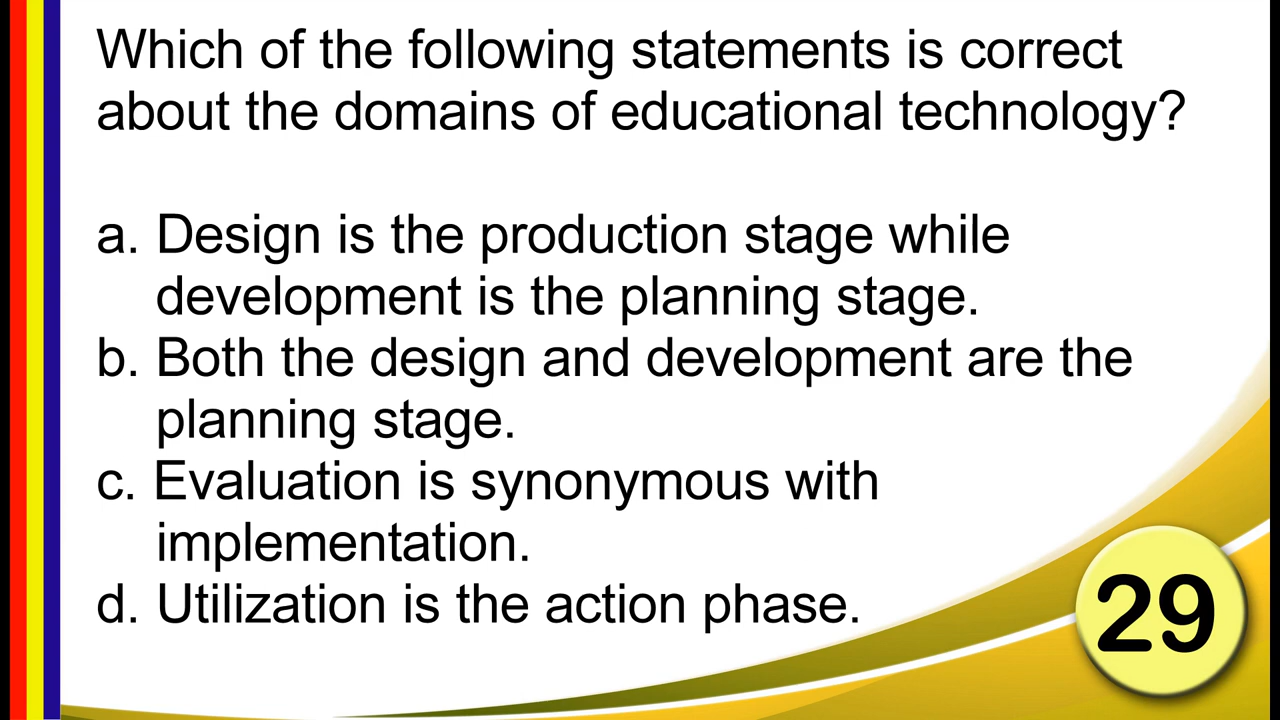 Which of the following statements is correct
about the domains of educational technology?
a. Design is the production stage while
development is the planning stage.
b. Both the design and development are the
planning stage.
c. Evaluation is synonymous with
implementation.
d. Utilization is the action phase.
29